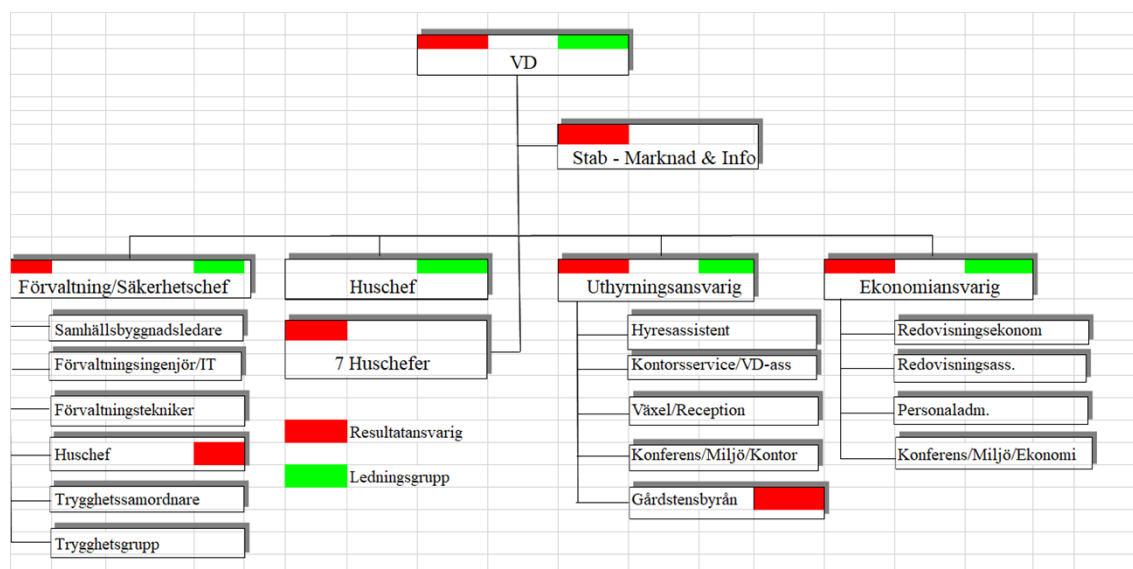 VD
Stab - Marknad & Info
Förvaltning/Säkerhetschef
Samhällsbyggnadsledare
Förvaltningsingenjör/IT
Förvaltningstekniker
Huschef
Trygghetssamordnare
Trygghetsgrupp
Huschef
7 Huschefer
Resultatansvarig
Ledningsgrupp
Uthyrningsansvarig
Hyresassistent
Kontorsservice/VD-ass
Växel/Reception
Konferens/Miljö/Kontor
Gårdstensbyrån
Ekonomiansvarig
Redovisningsekonom
Redovisningsass.
Personaladm.
Konferens/Miljö/Ekonomi